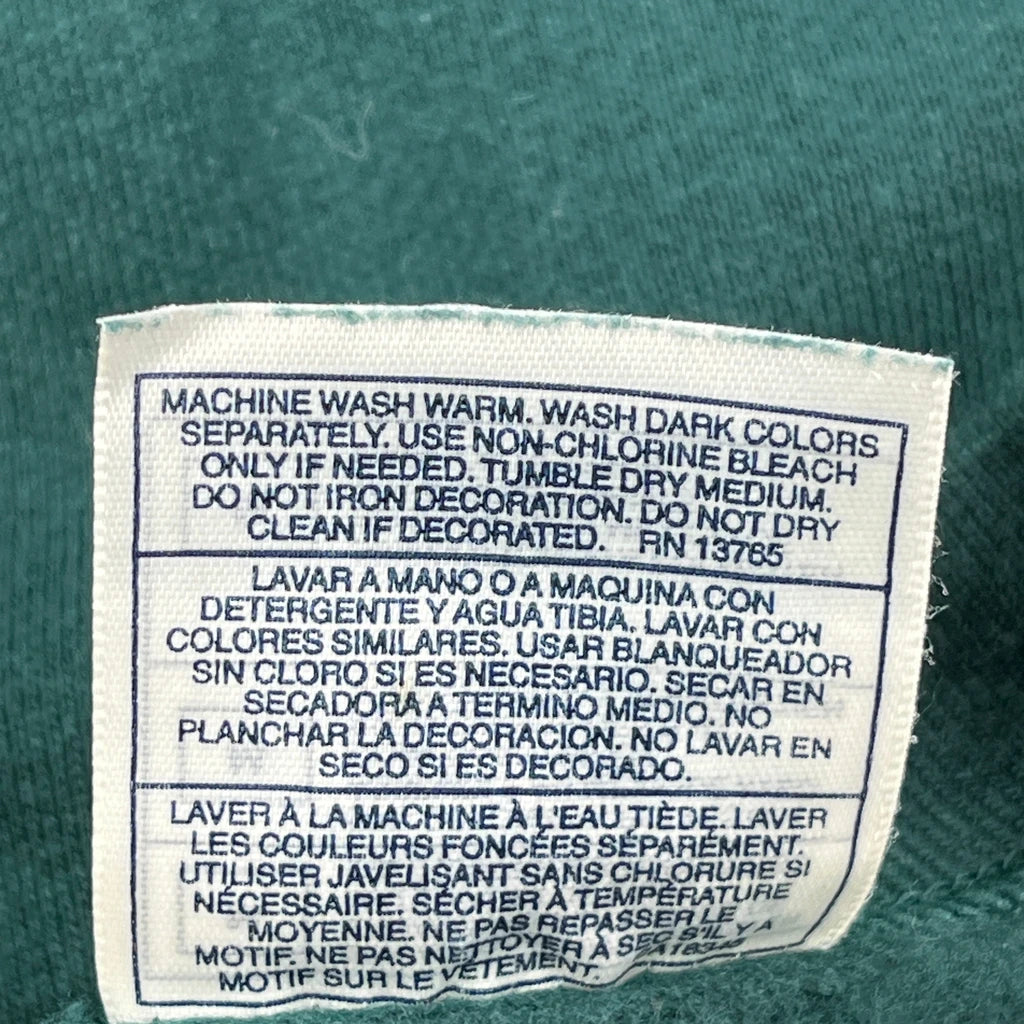 MACHINE WASH WARM. WASH DARK COLORS
SEPARATELY. USE NON-CHLORINE BLEACH
ONLY IF NEEDED. TUMBLE DRY MEDIUM.
DO NOT IRON DECORATION. DO NOT DRY
CLEAN IF DECORATED. RN 13765
LAVAR A MANO O A MAQUINA CON
DETERGENTE Y AGUA TIBIA. LAVAR CON
COLORES SIMILARES. USAR BLANQUEADOR
SIN CLORO SI ES NECESARIO. SECAR EN
SECADORA A TERMINO MEDIO. NO
PLANCHAR LA DECORACION. NO LAVAR EN
SECO SI ES DECORADO.
LAVER À LA MACHINE À L'EAU TIÈDE. LAVER
LES COULEURS FONCÉES SÉPARÉMENT.
UTILISER JAVELISANT SANS CHLORURE SI
NÉCESSAIRE. SÉCHER À TEMPÉRATURE
MOYENNE. NE PAS REPASSER LE
MOTIF. NE PAS NETTOYER À SEC S'IL Y A
MOTIF SUR LE VÊTEMENT.